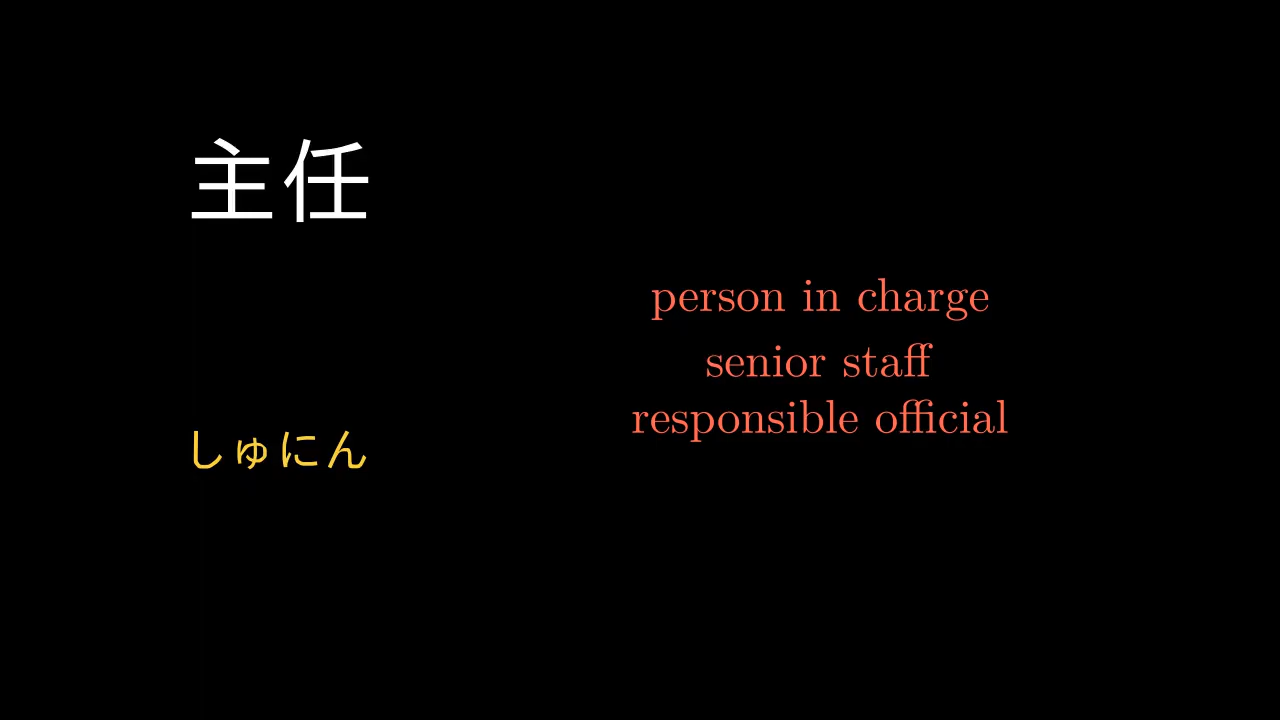 主任
しゅにん
person in charge
senior staff
responsible official